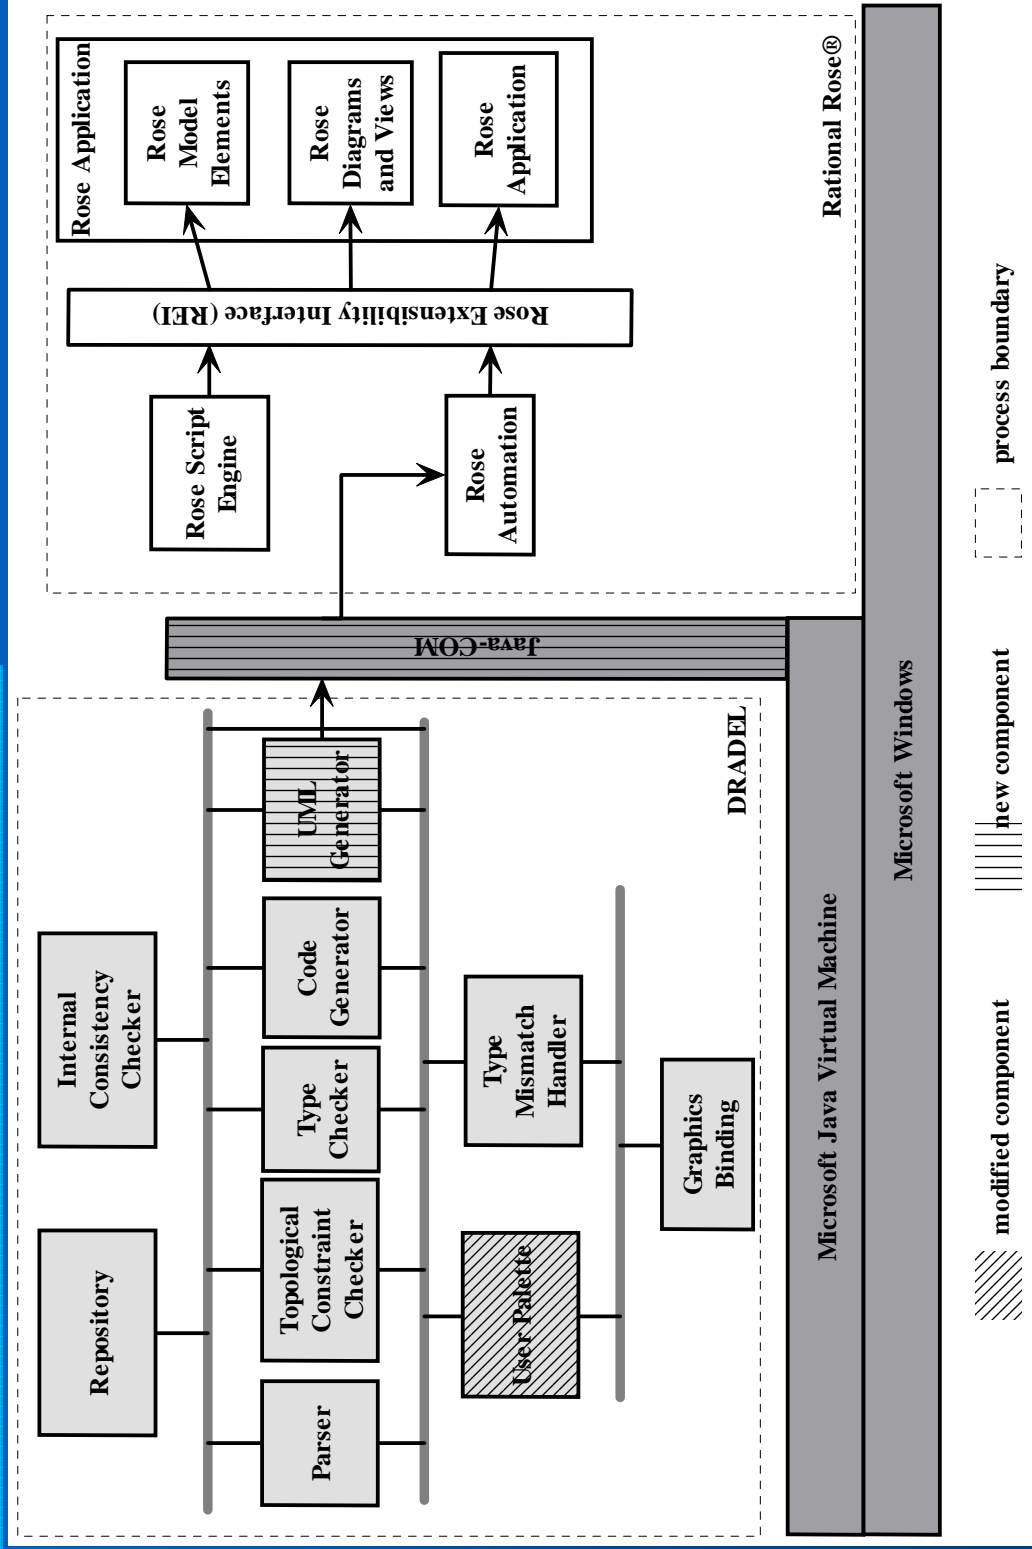 Repository
Internal
Consistency
Checker
Parser
Topological
Constraint
Checker
Type
Checker
Code
Generator
UML
Generator
User Palette
Type
Mismatch
Handler
Graphics
Binding
DRADEL
Java-COM
Rose Script
Engine
Rose
Automation
Rose Extensibility Interface (REI)
Rose Application
Rose
Model
Elements
Rose
Diagrams
and Views
Rose
Application
Rational Rose®
Microsoft Java Virtual Machine
Microsoft Windows
modified component
new component
process boundary